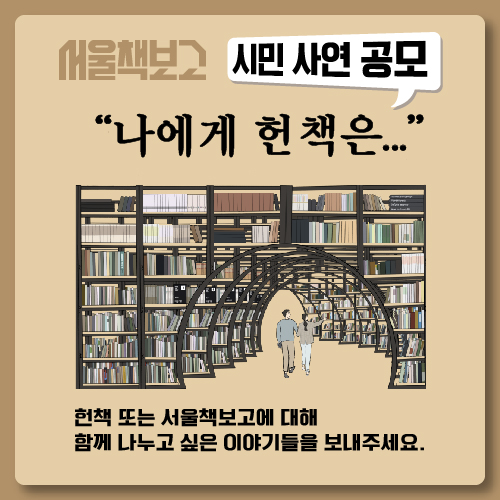 서울책보고
시민 사연 공모
“나에게 헌책은...”
헌책 또는 서울책보고에 대해
함께 나누고 싶은 이야기들을 보내주세요.